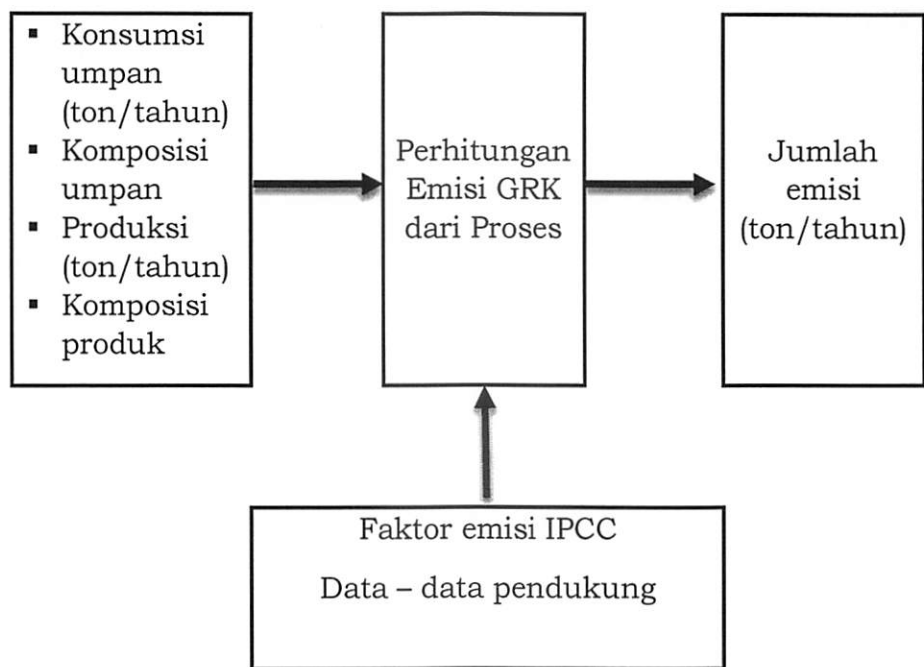 ▪ Konsumsi
umpan
(ton/tahun)
▪ Komposisi
umpan
▪ Produksi
(ton/tahun)
▪ Komposisi
produk
Perhitungan
Emisi GRK
dari Proses
Jumlah
emisi
(ton/tahun)
Faktor emisi IPCC
Data – data pendukung